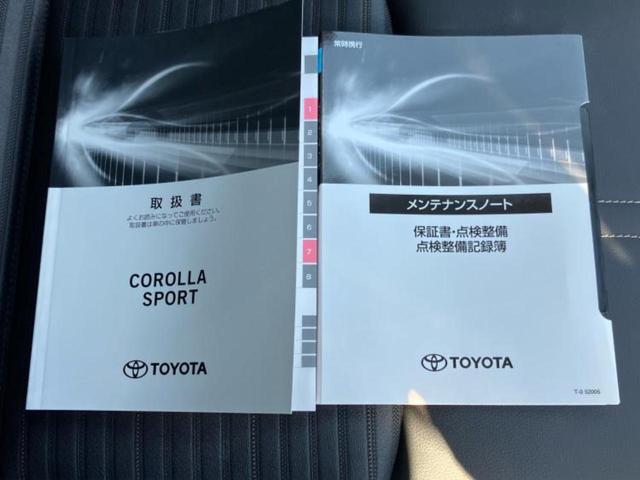 取扱書
よくお読みになってご使用ください。
取扱書は車の中に保管しましょう。
COROLLA
SPORT
TOYOTA
1
2
3
4
5
6
7
8
常時携行
メンテナンスノート
保証書・点検整備
点検整備記録簿
TOYOTA
T-0 52005